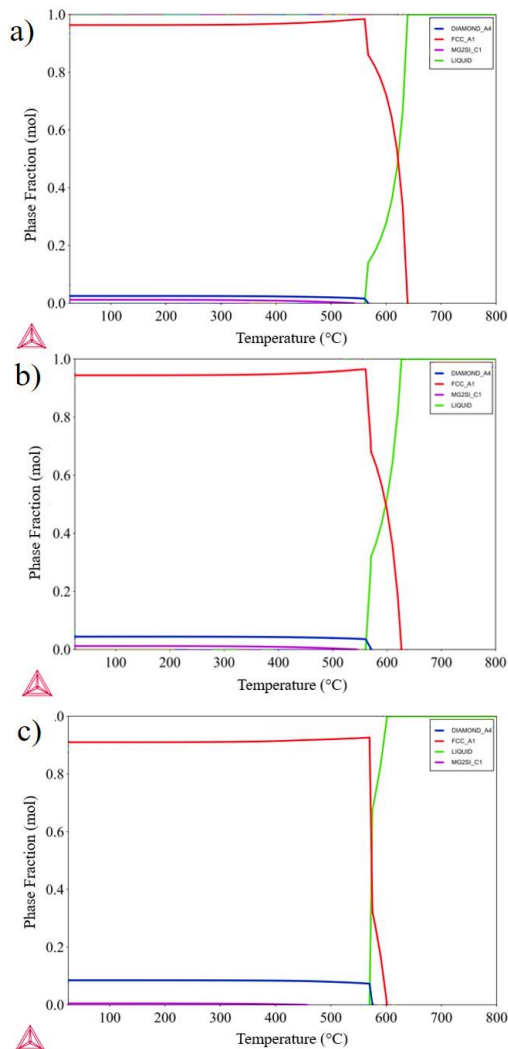 a)
1.0
0.8
0.6
0.4
0.2
0.0
Phase Fraction (mol)
DIAMOND_A4
FCC_A1
MG2SI_C1
LIQUID
100 200 300 400 500 600 700 800
Temperature (°C)
b)
1.0
0.8
0.6
0.4
0.2
0.0
Phase Fraction (mol)
DIAMOND_A4
FCC_A1
MG2SI_C1
LIQUID
100 200 300 400 500 600 700 800
Temperature (°C)
c)
.0
0.8
0.6
0.4
0.2
0.0
Phase Fraction (mol)
DIAMOND_A4
FCC_A1
LIQUID
MG2SI_C1
100 200 300 400 500 600 700 800
Temperature (°C)